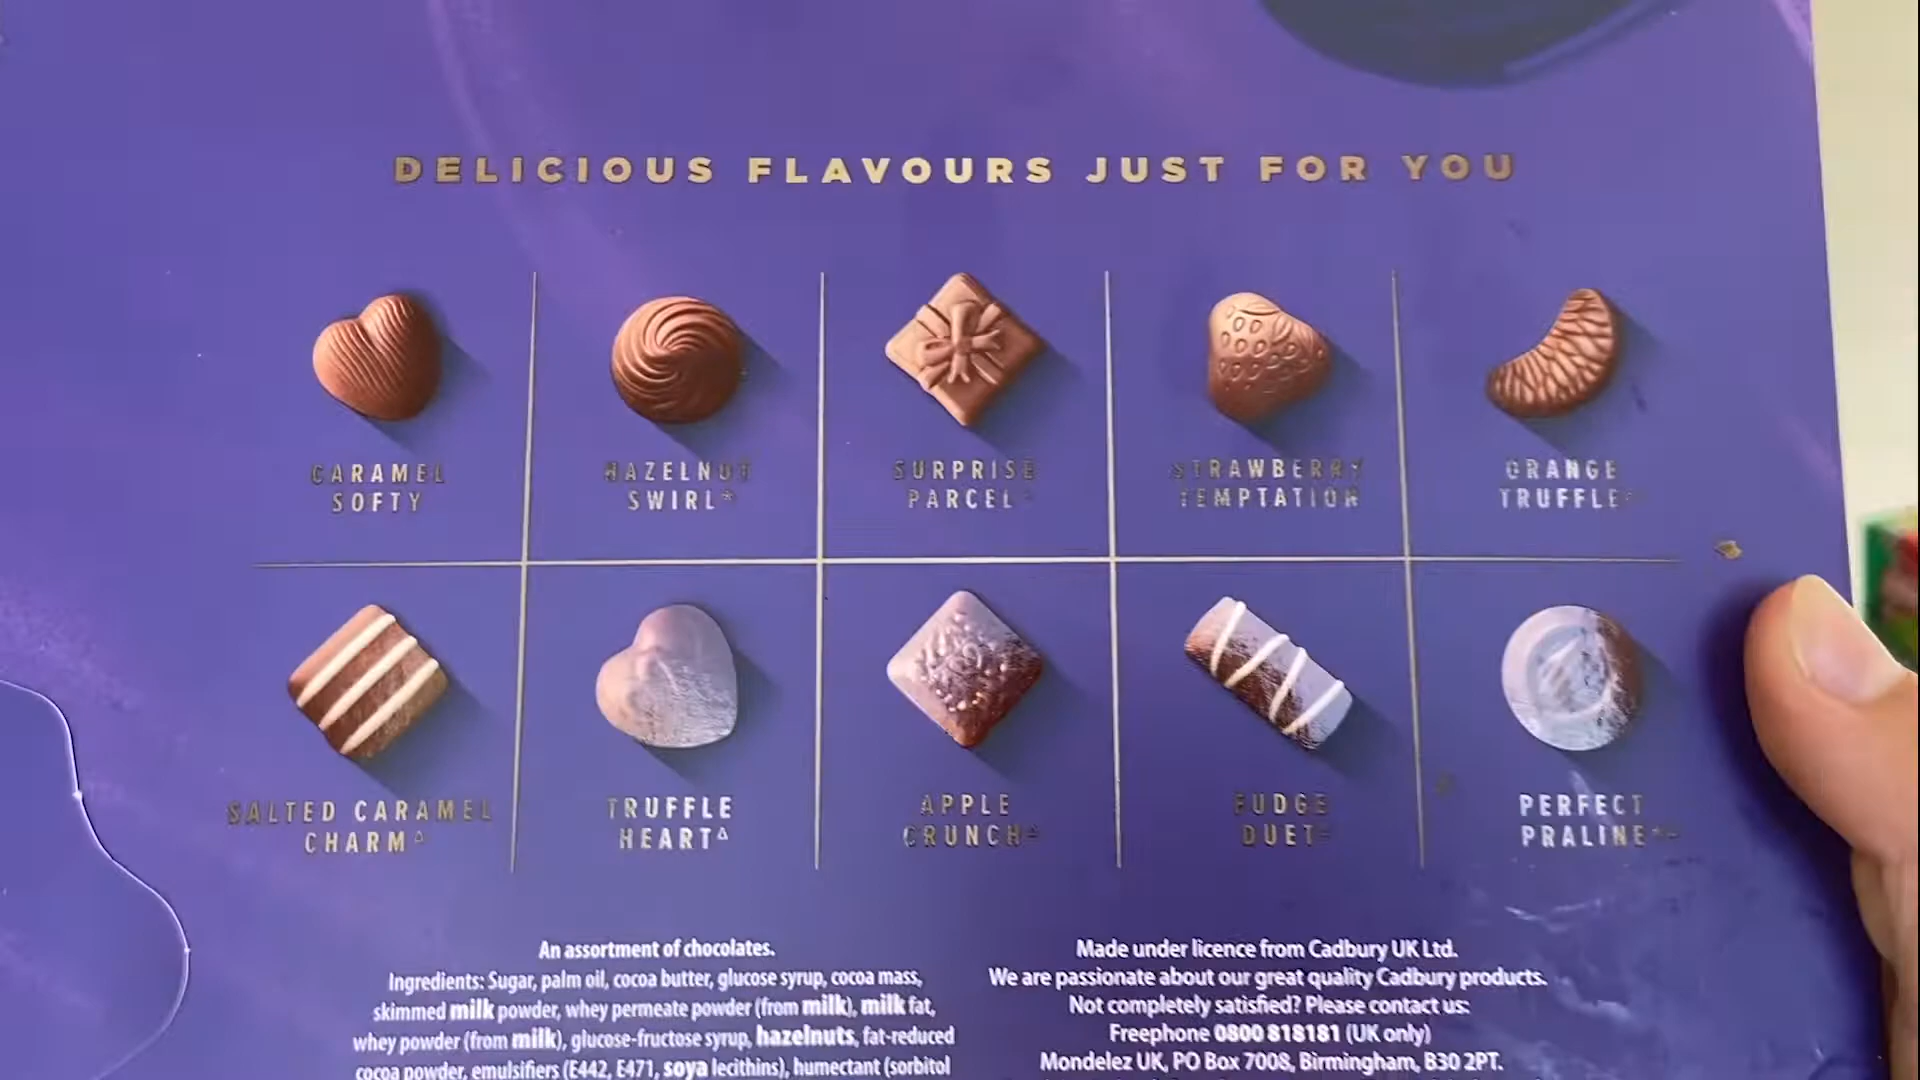 DELICIOUS FLAVOURS JUST FOR YOU
CARAMEL
SOFTY
HAZELNUT
SWIRL*
SURPRISE
PARCEL
STRAWBERRY
TEMPTATION
ORANGE
TRUFFLE
SALTED CARAMEL
CHARM△
TRUFFLE
HEART△
APPLE
CRUNCH△
FUDGE
DUET
PERFECT
PRALINE
An assortment of chocolates.
Ingredients: Sugar, palm oil, cocoa butter, glucose syrup, cocoa mass,
skimmed milk powder, whey permeate powder (from milk), milk fat,
whey powder (from milk), glucose-fructose syrup, hazelnuts, fat-reduced
cocoa powder, emulsifiers (E442, E471, soya lecithins), humectant (sorbitol
Made under licence from Cadbury UK Ltd.
We are passionate about our great quality Cadbury products.
Not completely satisfied? Please contact us:
Freephone 0800 818181 (UK only)
Mondelez UK, PO Box 7008, Birmingham, B30 2PT.